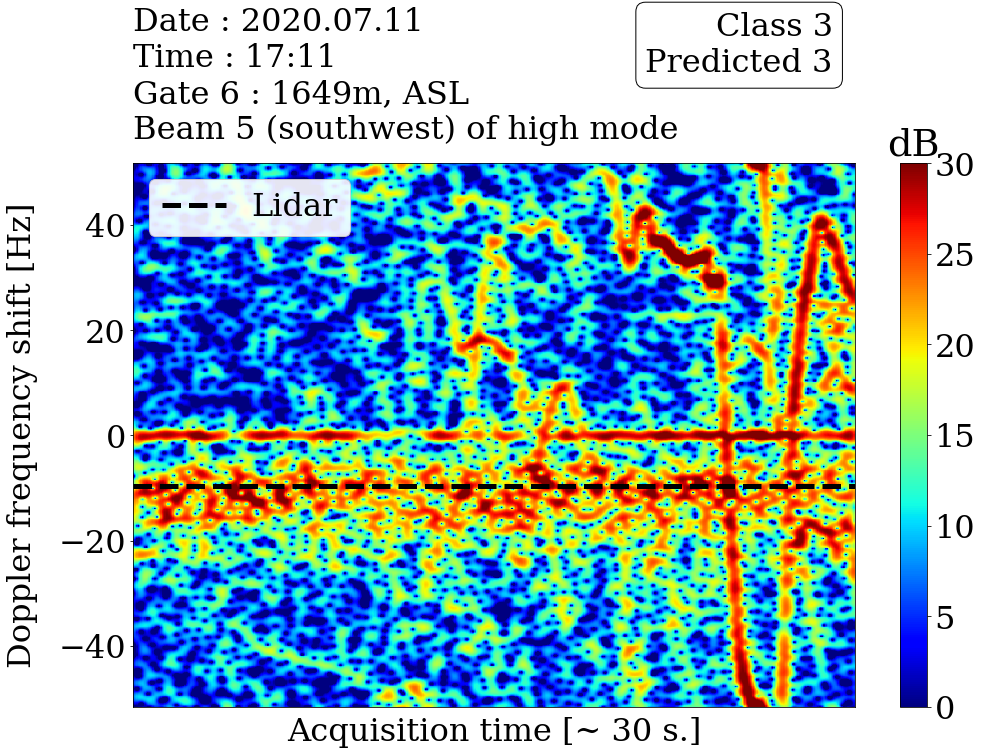 Date : 2020.07.11
Time : 17:11
Gate 6 : 1649m, ASL
Beam 5 (southwest) of high mode
Class 3
Predicted 3
dB
30
25
20
15
10
5
0
Lidar
Doppler frequency shift [Hz]
40
20
0
−20
−40
Acquisition time [~ 30 s.]